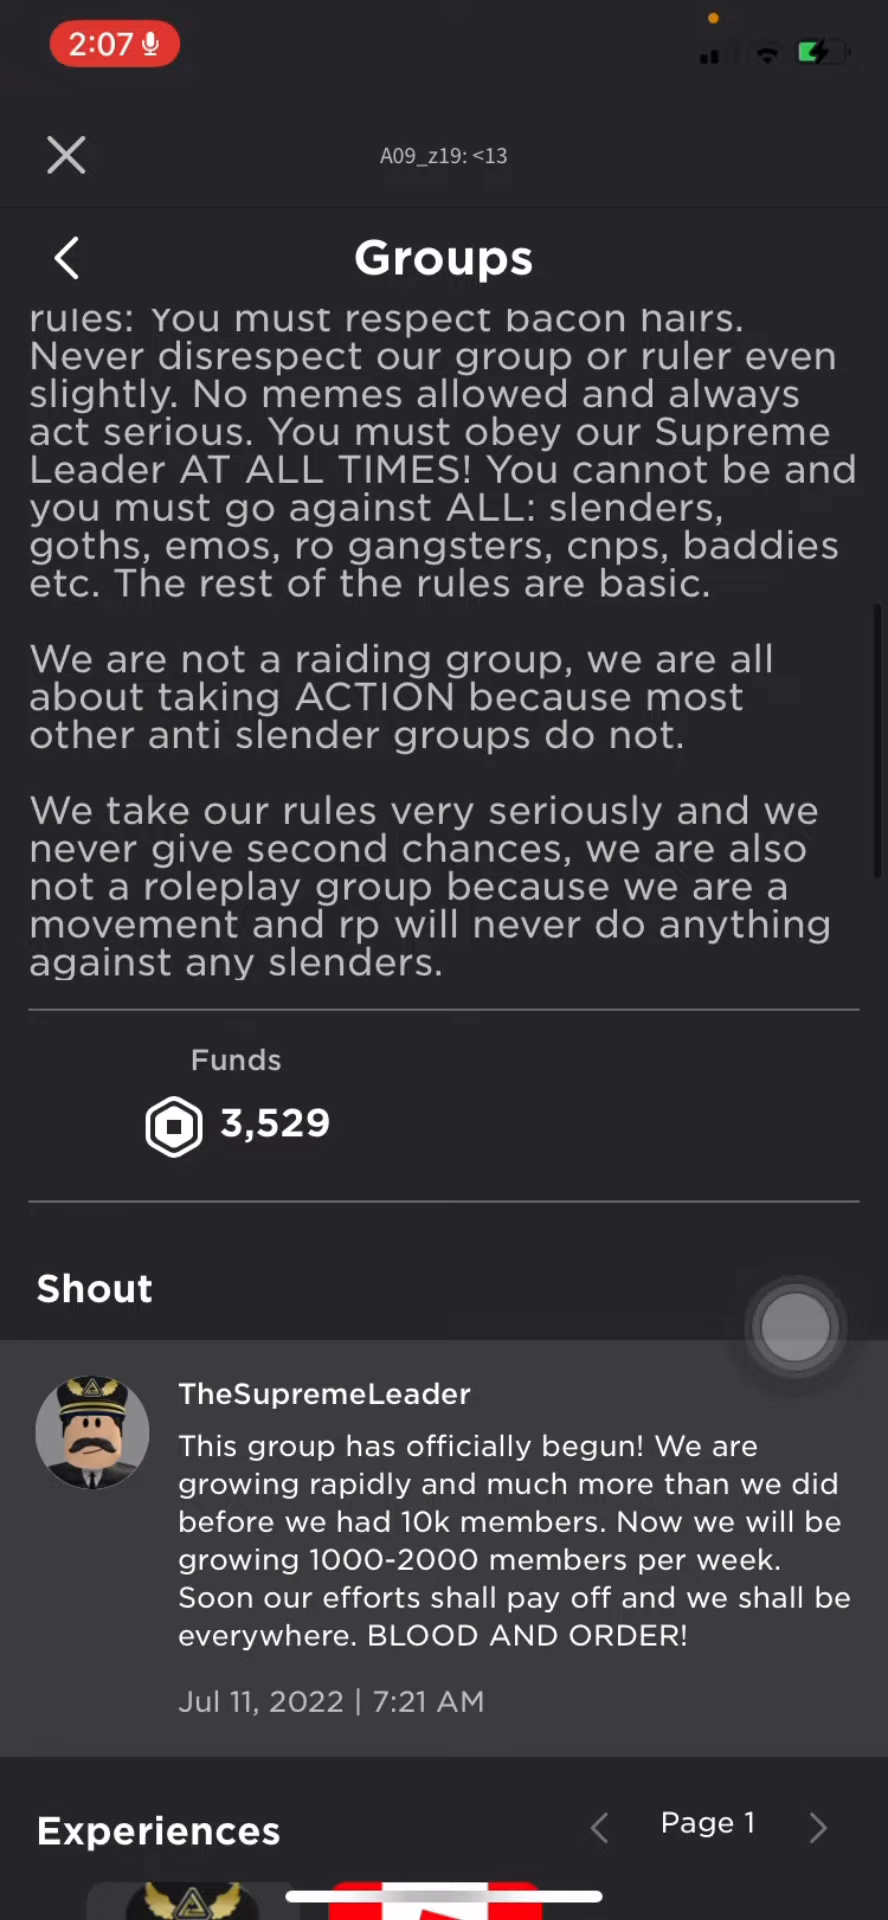 2:07
A09_z19: <13
Groups
rules: You must respect bacon hairs.
Never disrespect our group or ruler even
slightly. No memes allowed and always
act serious. You must obey our Supreme
Leader AT ALL TIMES! You cannot be and
you must go against ALL: slenders,
goths, emos, ro gangsters, cnps, baddies
etc. The rest of the rules are basic.
We are not a raiding group, we are all
about taking ACTION because most
other anti slender groups do not.
We take our rules very seriously and we
never give second chances, we are also
not a roleplay group because we are a
movement and rp will never do anything
against any slenders.
Funds
3,529
Shout
TheSupremeLeader
This group has officially begun! We are
growing rapidly and much more than we did
before we had 10k members. Now we will be
growing 1000-2000 members per week.
Soon our efforts shall pay off and we shall be
everywhere. BLOOD AND ORDER!
Jul 11, 2022 | 7:21 AM
Experiences
Page 1